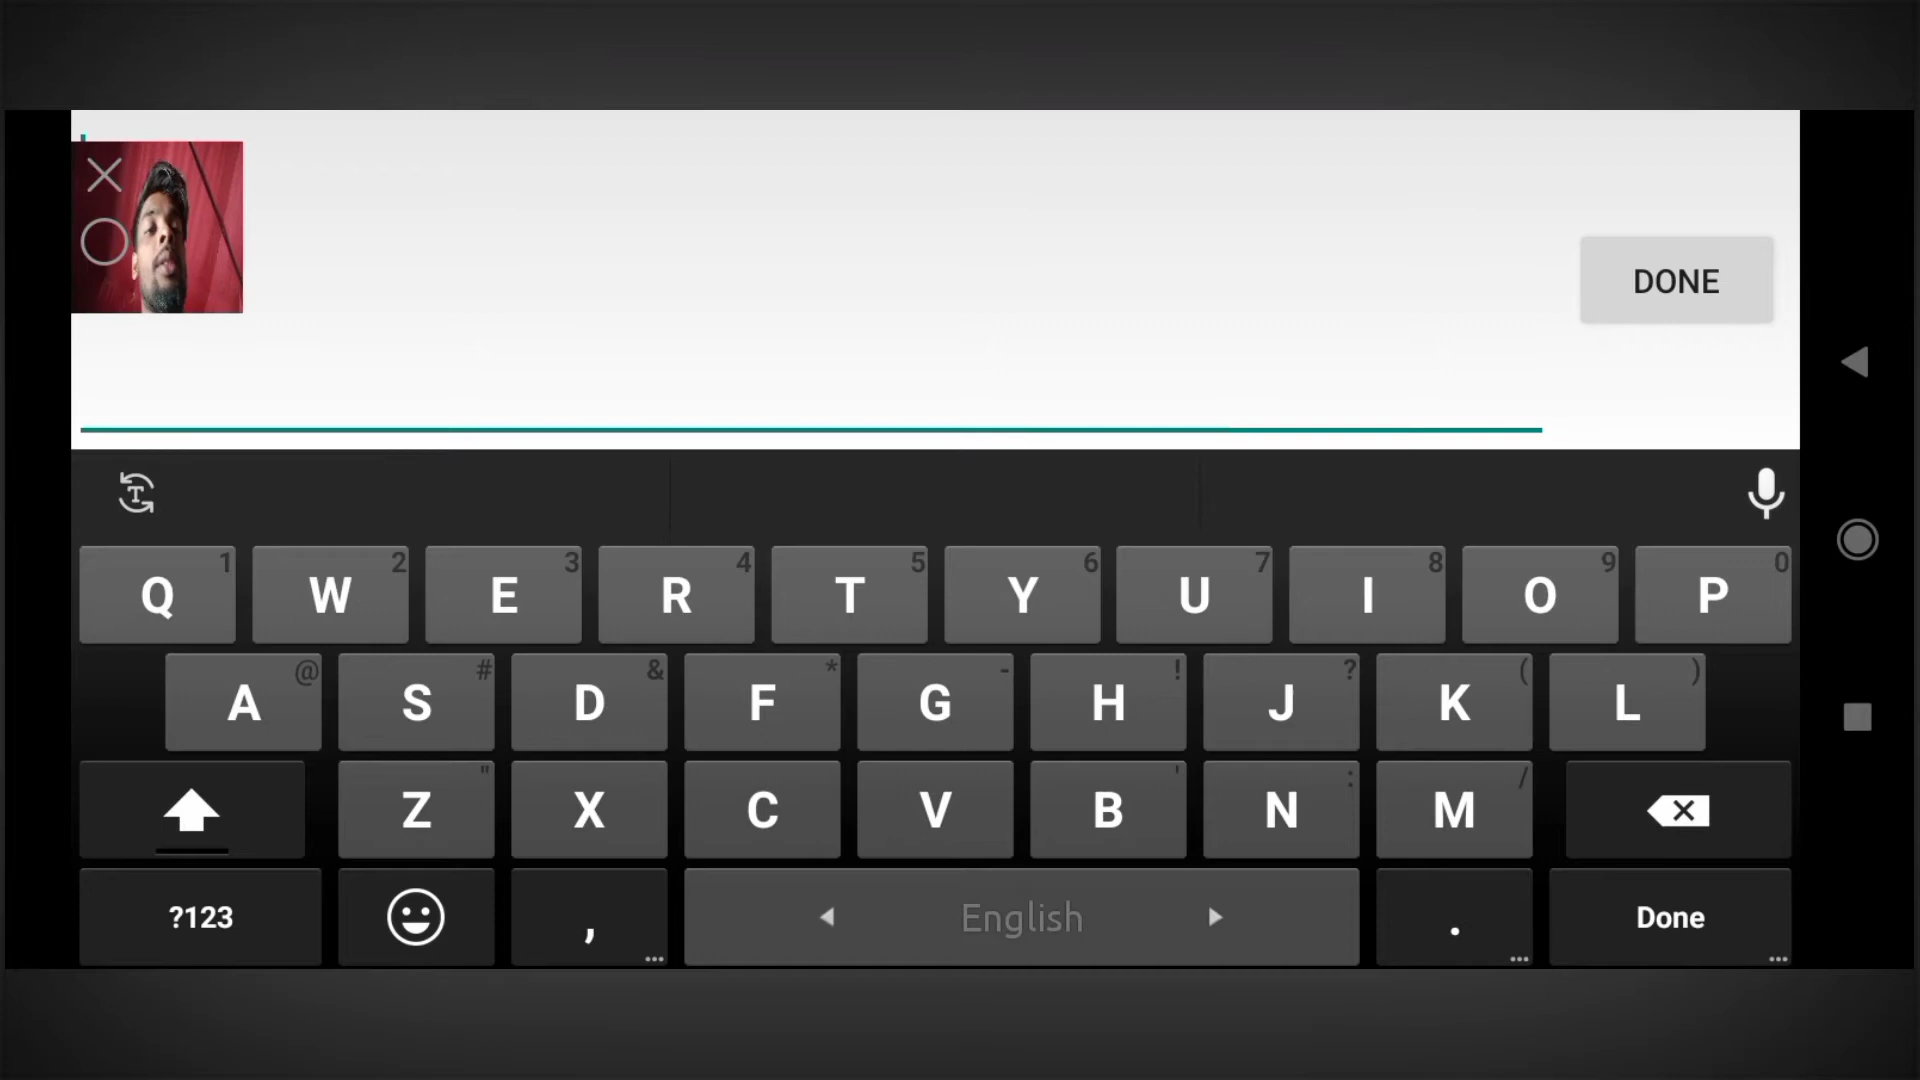 DONE
Q 1 W 2 E 3 R 4 T 5 Y 6 U 7 I 8 O 9 P 0
A @ S # D & F * G - H ! J ? K ( L )
Z " X C V B ' N : M /
?123 , English . Done